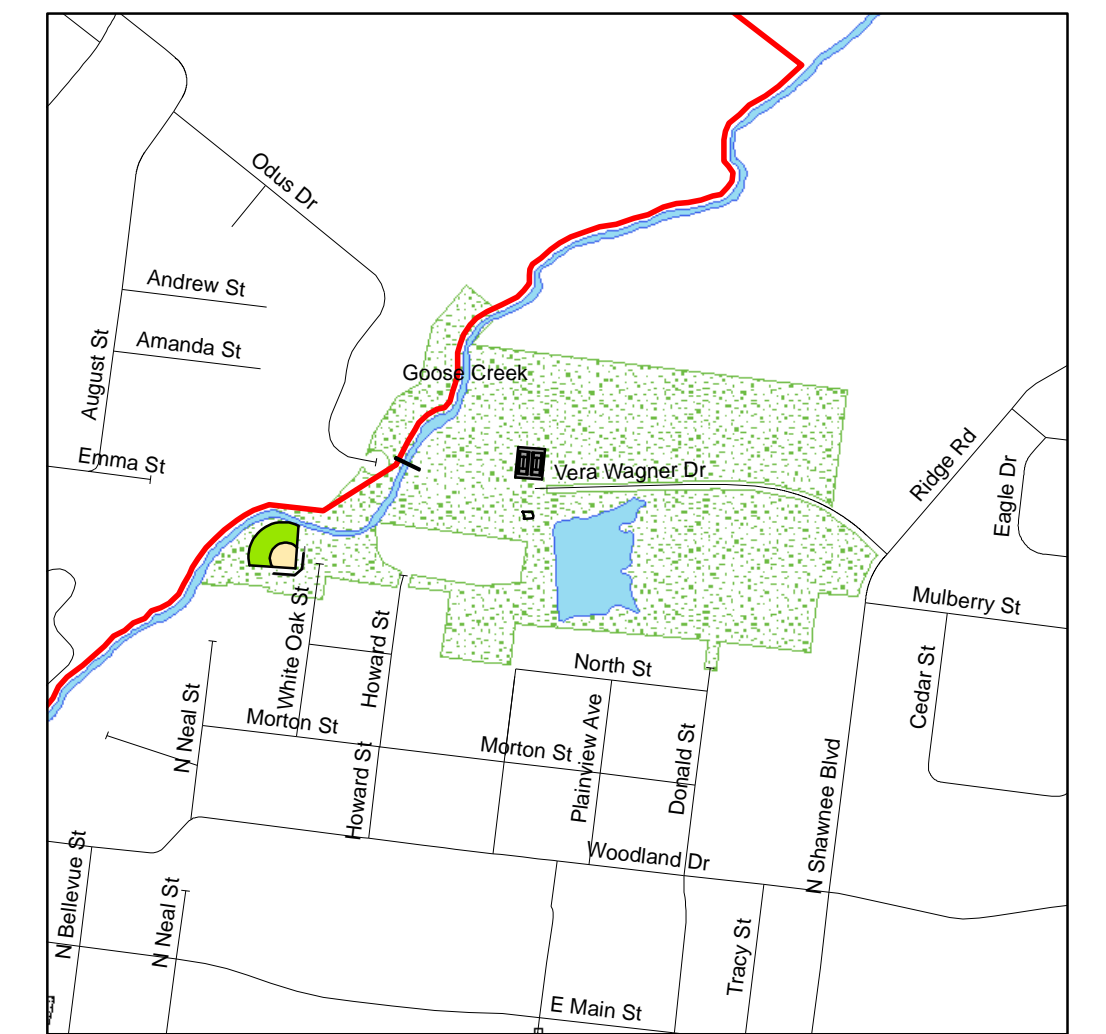 Odus Dr
Andrew St
Amanda St
August St
Goose Creek
Emma St
Vera Wagner Dr
Ridge Rd
Eagle Dr
Mulberry St
White Oak St
Howard St
North St
Cedar St
N Neal St
Morton St
Morton St
Plainview Ave
Donald St
Howard St
N Shawnee Blvd
Woodland Dr
N Bellevue St
N Neal St
Tracy St
E Main St